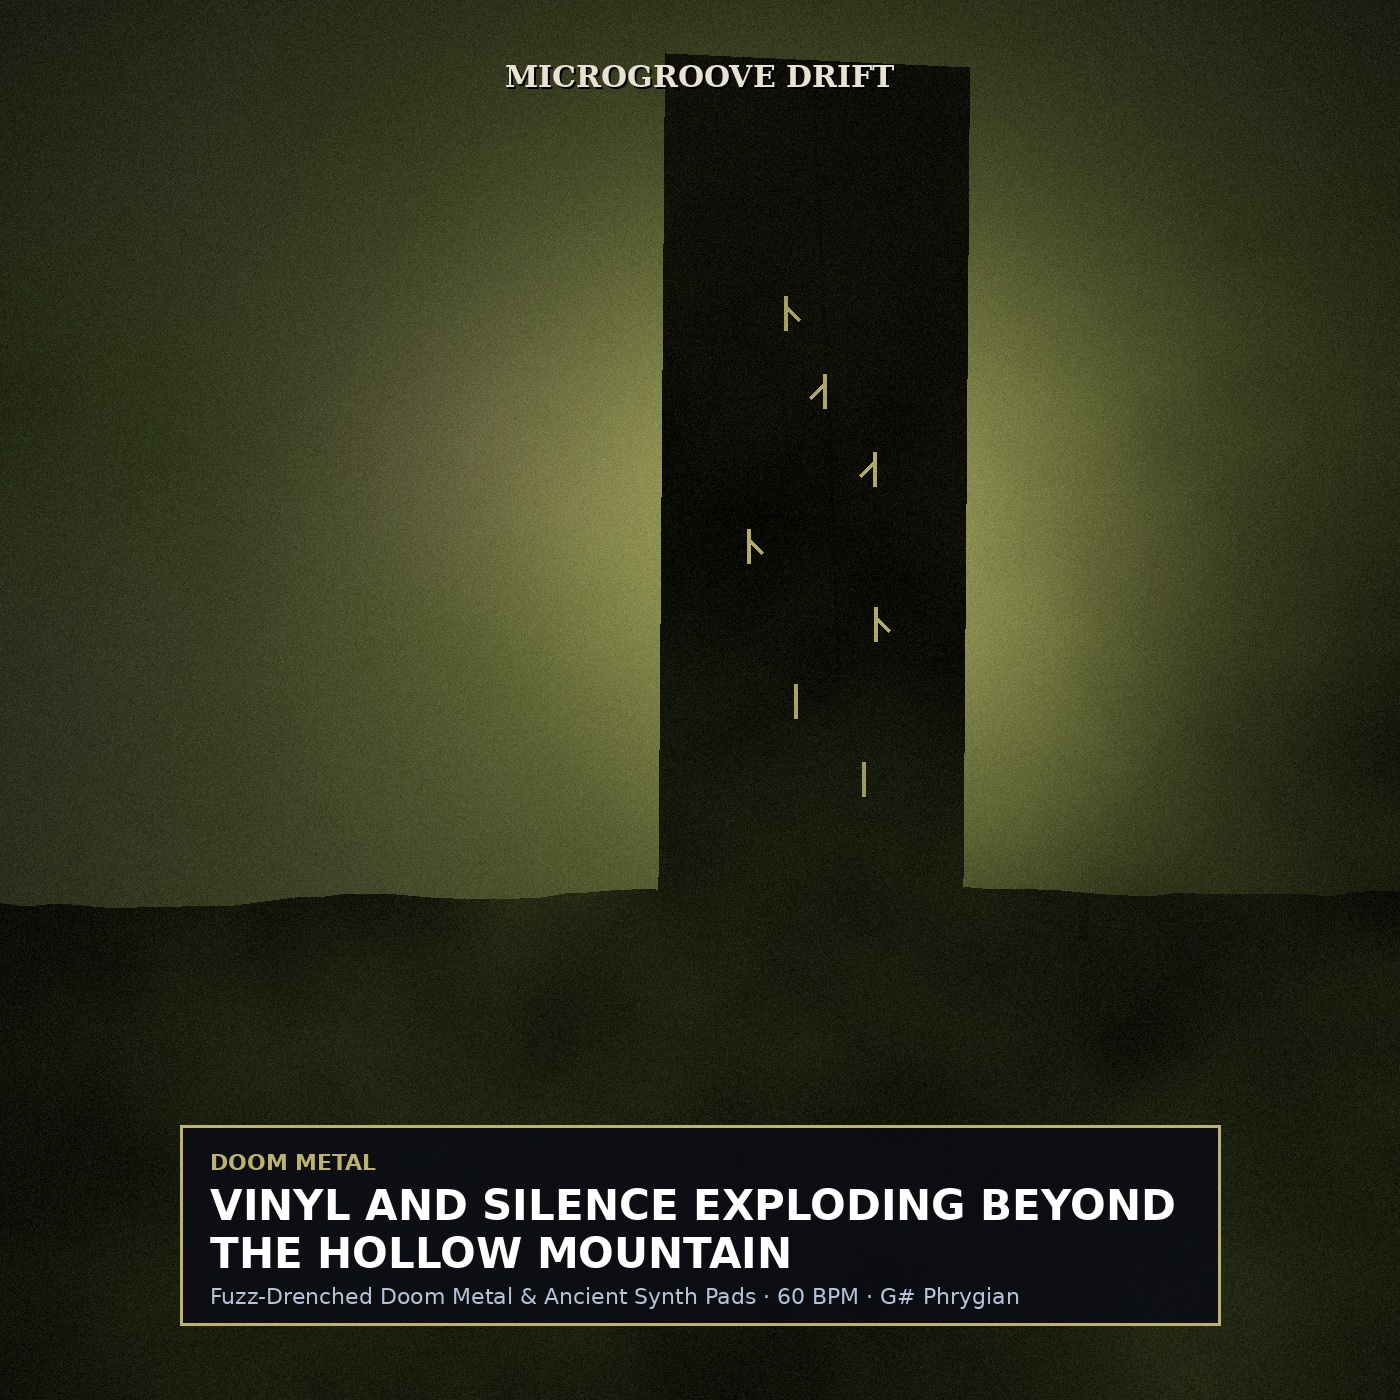 MICROGROOVE DRIFT
DOOM METAL
VINYL AND SILENCE EXPLODING BEYOND
THE HOLLOW MOUNTAIN
Fuzz-Drenched Doom Metal & Ancient Synth Pads · 60 BPM · G# Phrygian